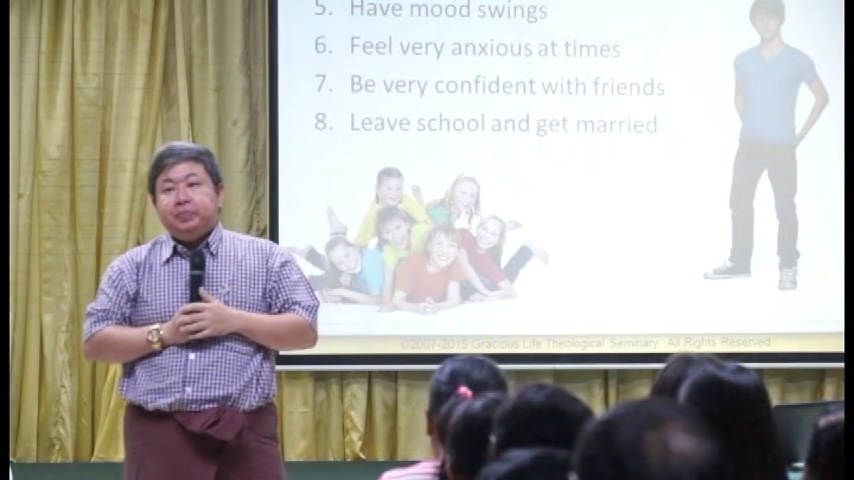 5. Have mood swings
6. Feel very anxious at times
7. Be very confident with friends
8. Leave school and get married
©2007-2015 Gracious Life Theological Seminary. All Rights Reserved